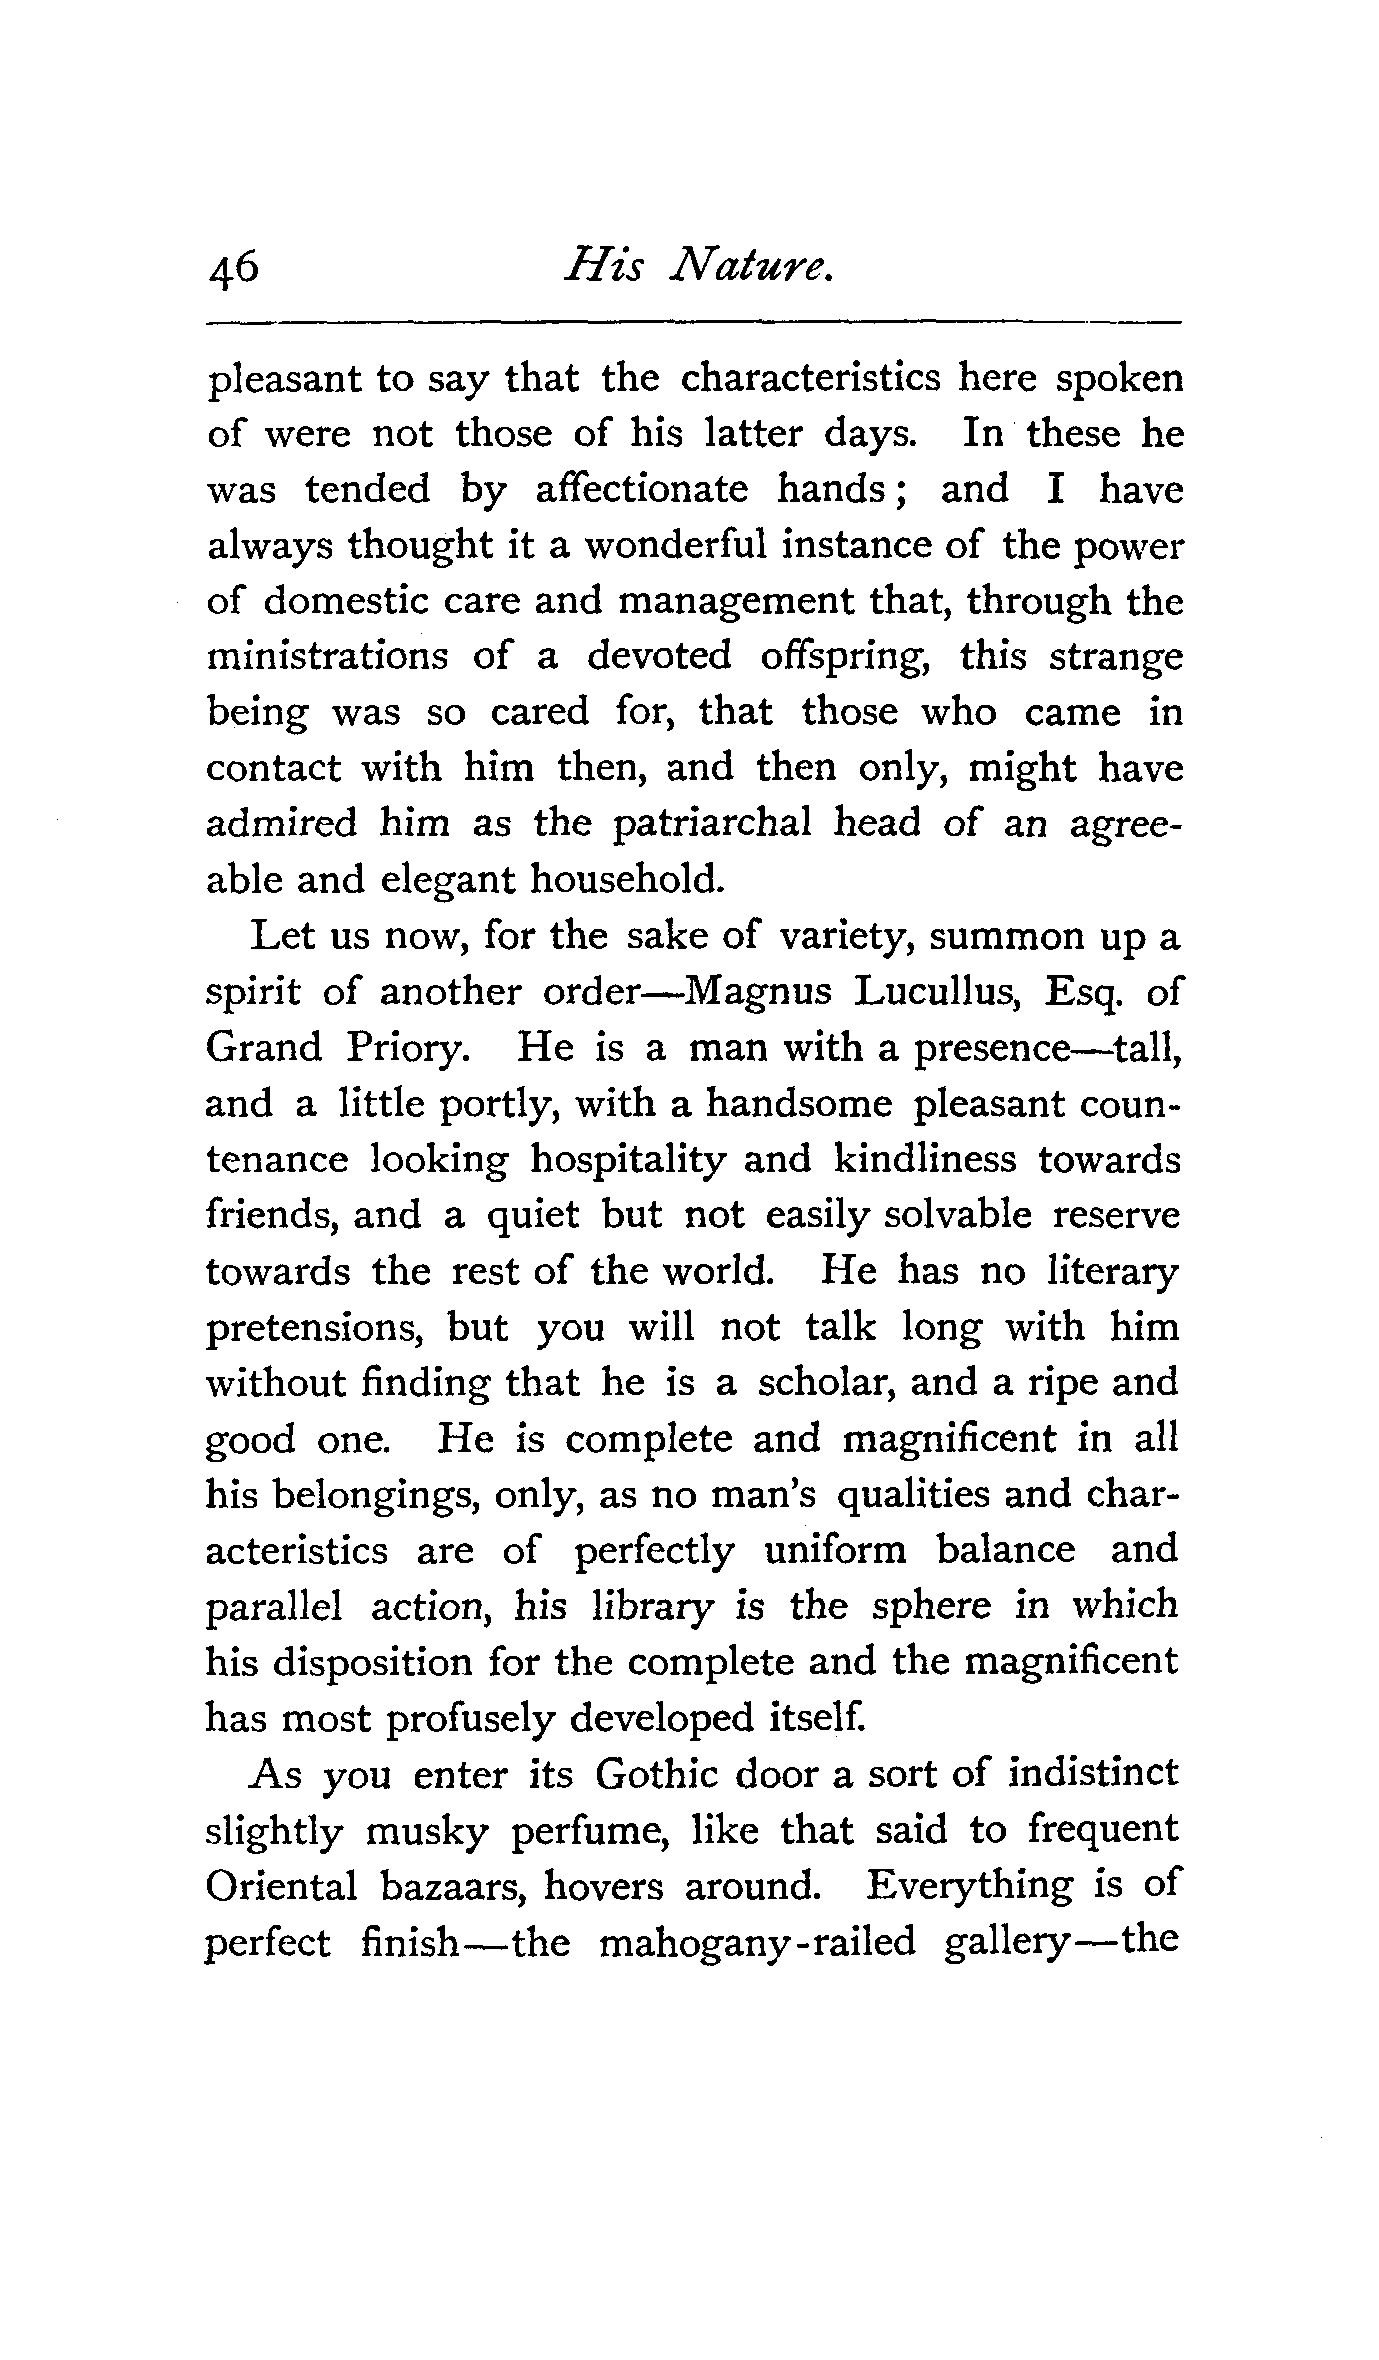 46 His Nature.
pleasant to say that the characteristics here spoken
of were not those of his latter days. In these he
was tended by affectionate hands ; and I have
always thought it a wonderful instance of the power
of domestic care and management that, through the
ministrations of a devoted offspring, this strange
being was so cared for, that those who came in
contact with him then, and then only, might have
admired him as the patriarchal head of an agree-
able and elegant household.
Let us now, for the sake of variety, summon up a
spirit of another order—Magnus Lucullus, Esq. of
Grand Priory. He is a man with a presence—tall,
and a little portly, with a handsome pleasant coun-
tenance looking hospitality and kindliness towards
friends, and a quiet but not easily solvable reserve
towards the rest of the world. He has no literary
pretensions, but you will not talk long with him
without finding that he is a scholar, and a ripe and
good one. He is complete and magnificent in all
his belongings, only, as no man's qualities and char-
acteristics are of perfectly uniform balance and
parallel action, his library is the sphere in which
his disposition for the complete and the magnificent
has most profusely developed itself.
As you enter its Gothic door a sort of indistinct
slightly musky perfume, like that said to frequent
Oriental bazaars, hovers around. Everything is of
perfect finish—the mahogany-railed gallery—the